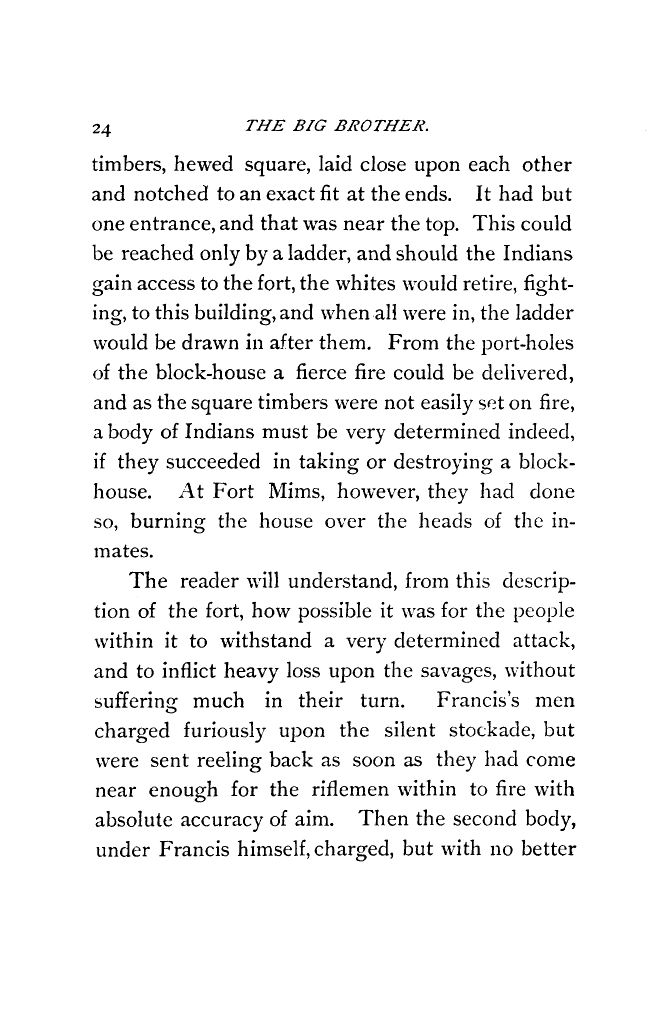 24 THE BIG BROTHER.
timbers, hewed square, laid close upon each other
and notched to an exact fit at the ends. It had but
one entrance, and that was near the top. This could
be reached only by a ladder, and should the Indians
gain access to the fort, the whites would retire, fight-
ing, to this building, and when all were in, the ladder
would be drawn in after them. From the port-holes
of the block-house a fierce fire could be delivered,
and as the square timbers were not easily set on fire,
a body of Indians must be very determined indeed,
if they succeeded in taking or destroying a block-
house. At Fort Mims, however, they had done
so, burning the house over the heads of the in-
mates.
The reader will understand, from this descrip-
tion of the fort, how possible it was for the people
within it to withstand a very determined attack,
and to inflict heavy loss upon the savages, without
suffering much in their turn. Francis's men
charged furiously upon the silent stockade, but
were sent reeling back as soon as they had come
near enough for the riflemen within to fire with
absolute accuracy of aim. Then the second body,
under Francis himself, charged, but with no better